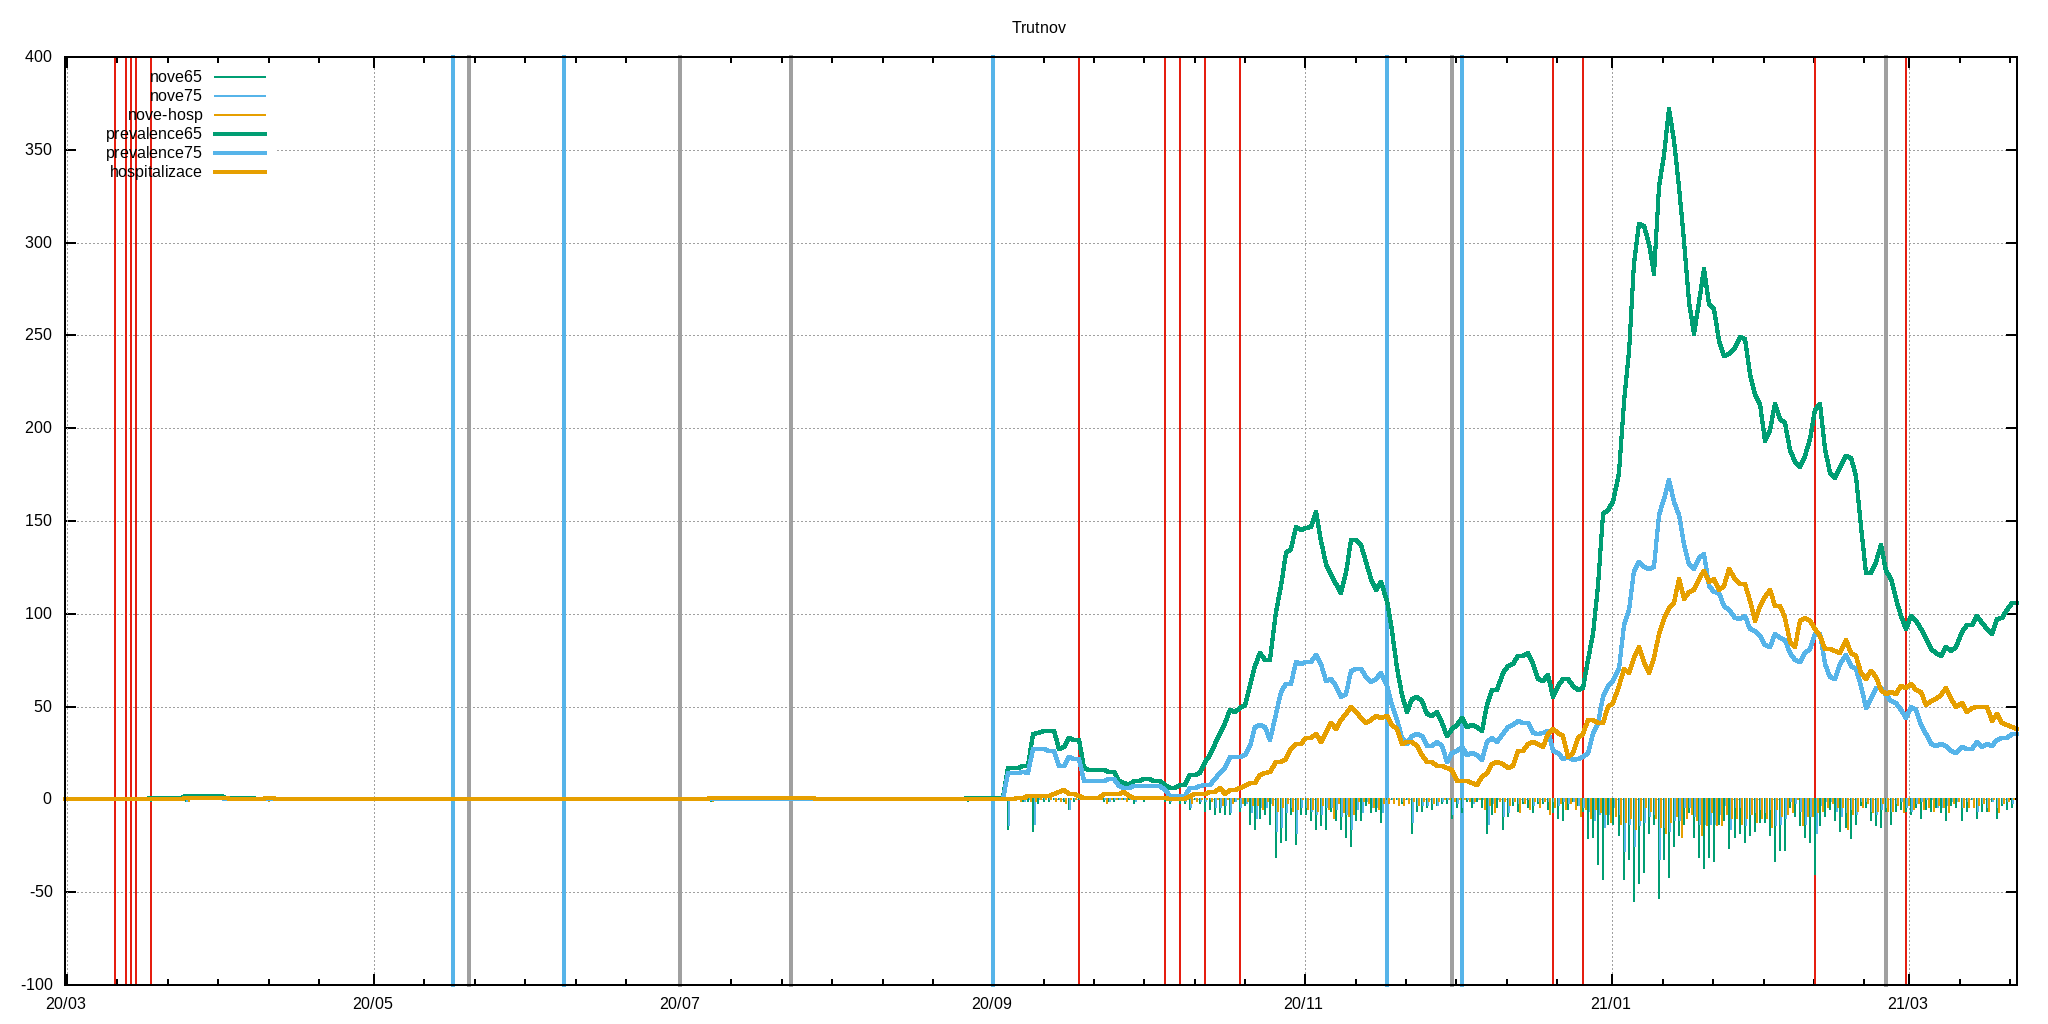 Trutnov
400
350
300
250
200
150
100
50
0
-50
-100
nove65
nove75
nove-hosp
prevalence65
prevalence75
hospitalizace
20/03 20/05 20/07 20/09 20/11 21/01 21/03